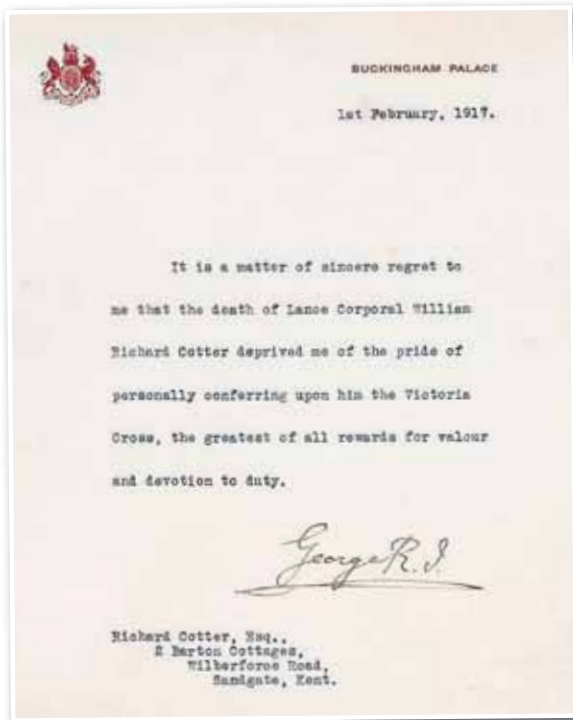 BUCKINGHAM PALACE
1st February, 1917.
It is a matter of sincere regret to
me that the death of Lance Corporal William
Richard Cotter deprived me of the pride of
personally conferring upon him the Victoria
Cross, the greatest of all rewards for valour
and devotion to duty.
George R.I.
Richard Cotter, Esq.,
2 Barton Cottages,
Wilberforce Road,
Sandgate, Kent.